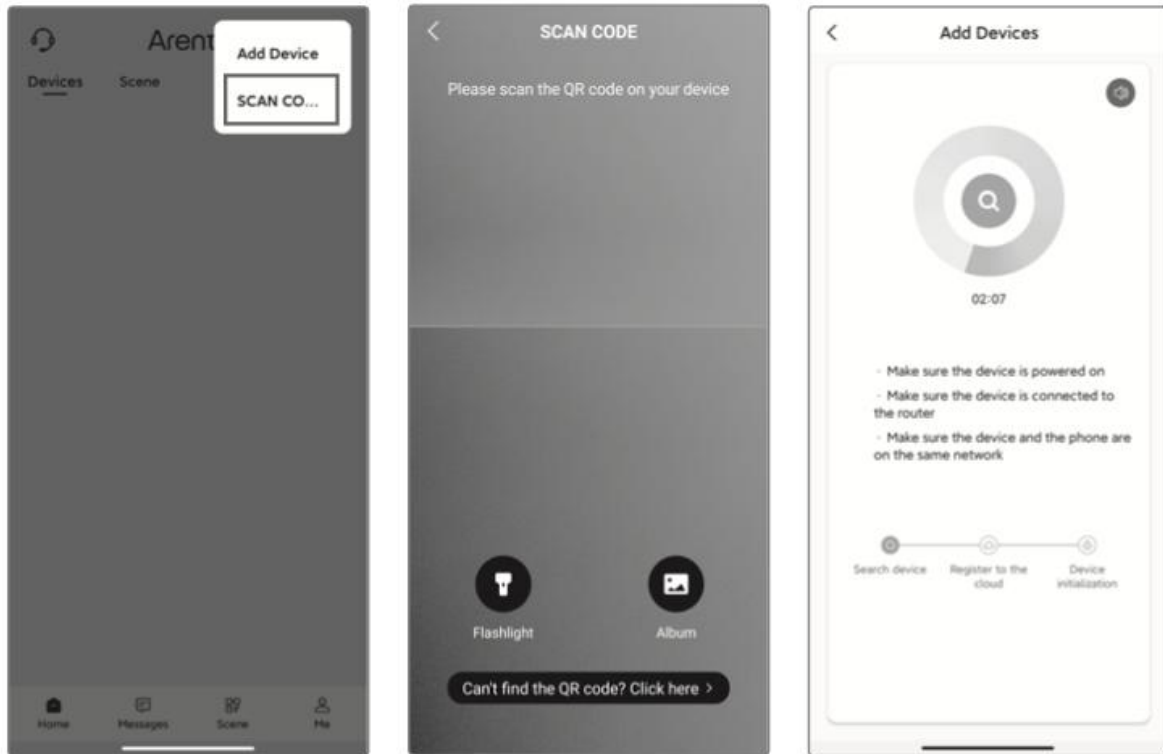 Arent
Add Device
SCAN CO...
Devices
Scene
Home
Messages
Scene
Me
SCAN CODE
Please scan the QR code on your device
Flashlight
Album
Can't find the QR code? Click here >
Add Devices
02:07
- Make sure the device is powered on
- Make sure the device is connected to
the router
- Make sure the device and the phone are
on the same network
Search device
Register to the
cloud
Device
initialization